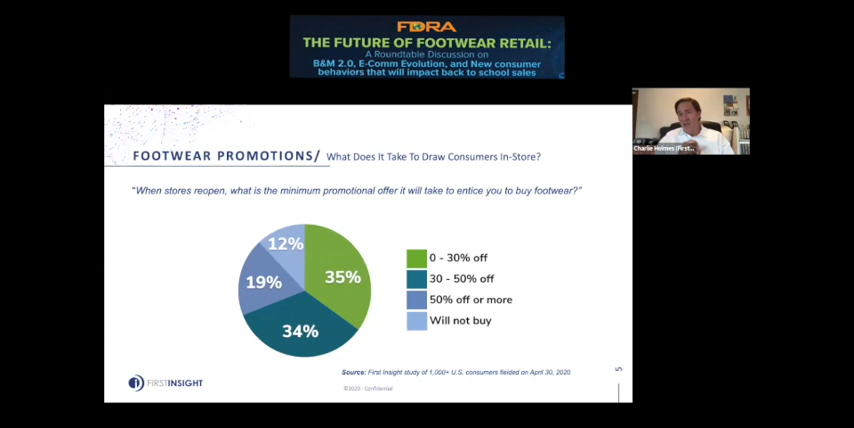 FDRA
THE FUTURE OF FOOTWEAR RETAIL:
A Roundtable Discussion on
B&M 2.0, E-Comm Evolution, and New consumer
behaviors that will impact back to school sales
Charlie Holmes (First...
FOOTWEAR PROMOTIONS/ What Does It Take To Draw Consumers In-Store?
"When stores reopen, what is the minimum promotional offer it will take to entice you to buy footwear?"
12%
35%
19%
34%
0 - 30% off
30 - 50% off
50% off or more
Will not buy
Source: First Insight study of 1,000+ U.S. consumers fielded on April 30, 2020
FIRSTINSIGHT
©2020 - Confidential
5